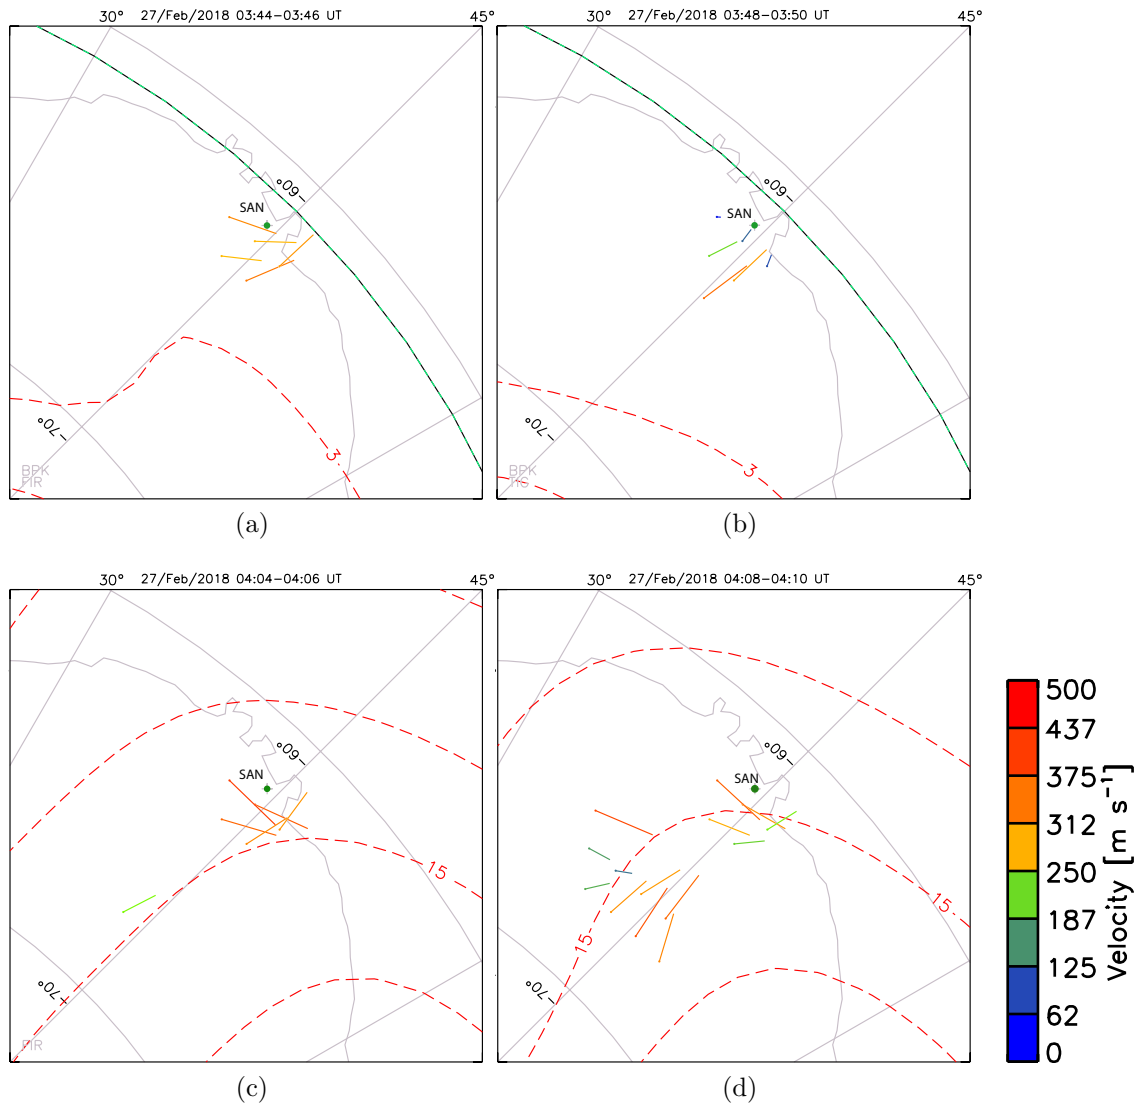 30° 27/Feb/2018 03:44-03:46 UT 45°
SAN
-60°
3
-70°
BPK
FIR
(a)
30° 27/Feb/2018 03:48-03:50 UT 45°
SAN
-60°
3
-70°
BPK
(b)
30° 27/Feb/2018 04:04-04:06 UT 45°
SAN
-60°
15
-70°
FIR
(c)
30° 27/Feb/2018 04:08-04:10 UT 45°
SAN
-60°
15
15
-70°
(d)
500
437
375
312
250
187
125
62
0
Velocity [m s⁻¹]